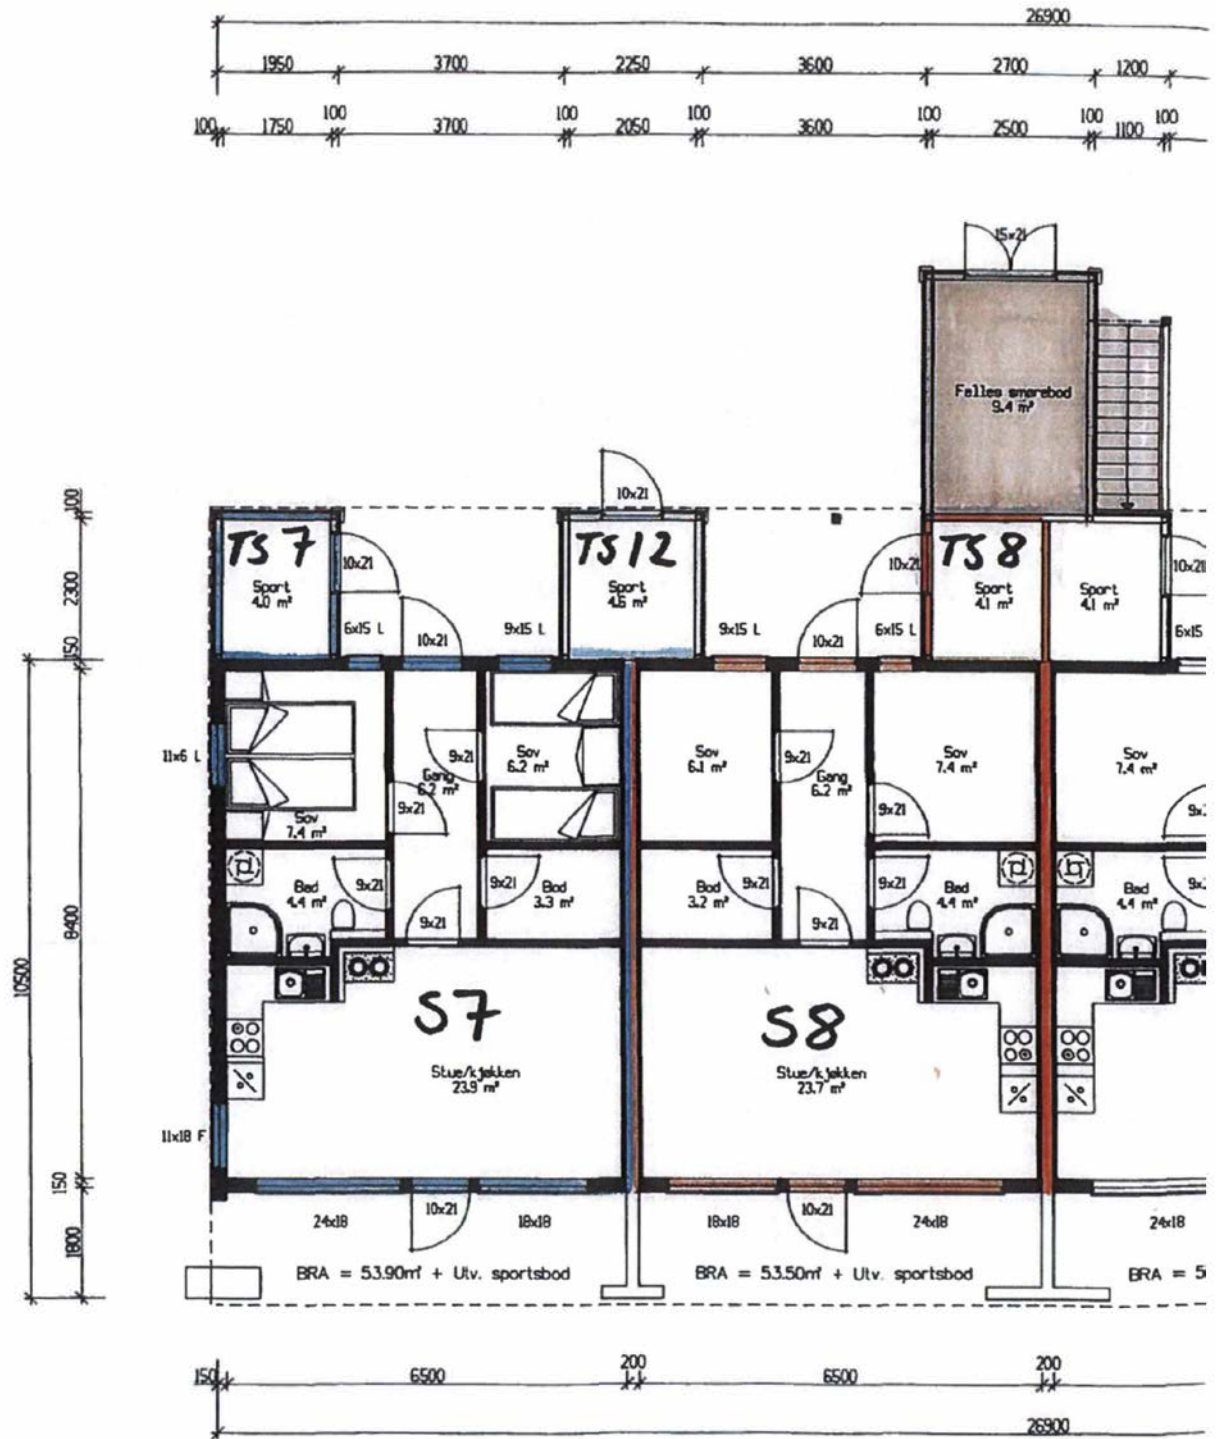 26900
1950 3700 2250 3600 2700 1200
100 100 100 100 100 100
100 1750 3700 2050 3600 2500 1100
15x21
Felles smørebod
9.4 m²
10x21
100
2300
150
TS 7
Sport
4.0 m²
TS 12
Sport
4.6 m²
TS 8
Sport
4.1 m²
Sport
4.1 m²
10x21 10x21 10x21
6x15 L 10x21 9x15 L 9x15 L 10x21 6x15 L 6x15
11x6 L
Sov
7.4 m²
Gang
6.2 m²
Sov
6.2 m²
Sov
6.1 m²
Gang
6.2 m²
Sov
7.4 m²
Sov
7.4 m²
9x21 9x21
9x21 9x21 9x2
Bad
4.4 m²
9x21
9x21
Bod
3.3 m²
Bod
3.2 m²
9x21
9x21
Bad
4.4 m²
Bad
4.4 m²
9x2
9x21 9x21
8400
10500
S7
Stue/kjøkken
23.9 m²
S8
Stue/kjøkken
23.7 m²
11x18 F
150
1800
24x18 10x21 18x18 18x18 10x21 24x18 24x18
BRA = 53.90m² + Utv. sportsbod
BRA = 53.50m² + Utv. sportsbod
BRA = 5
150 6500 200 6500 200
26900